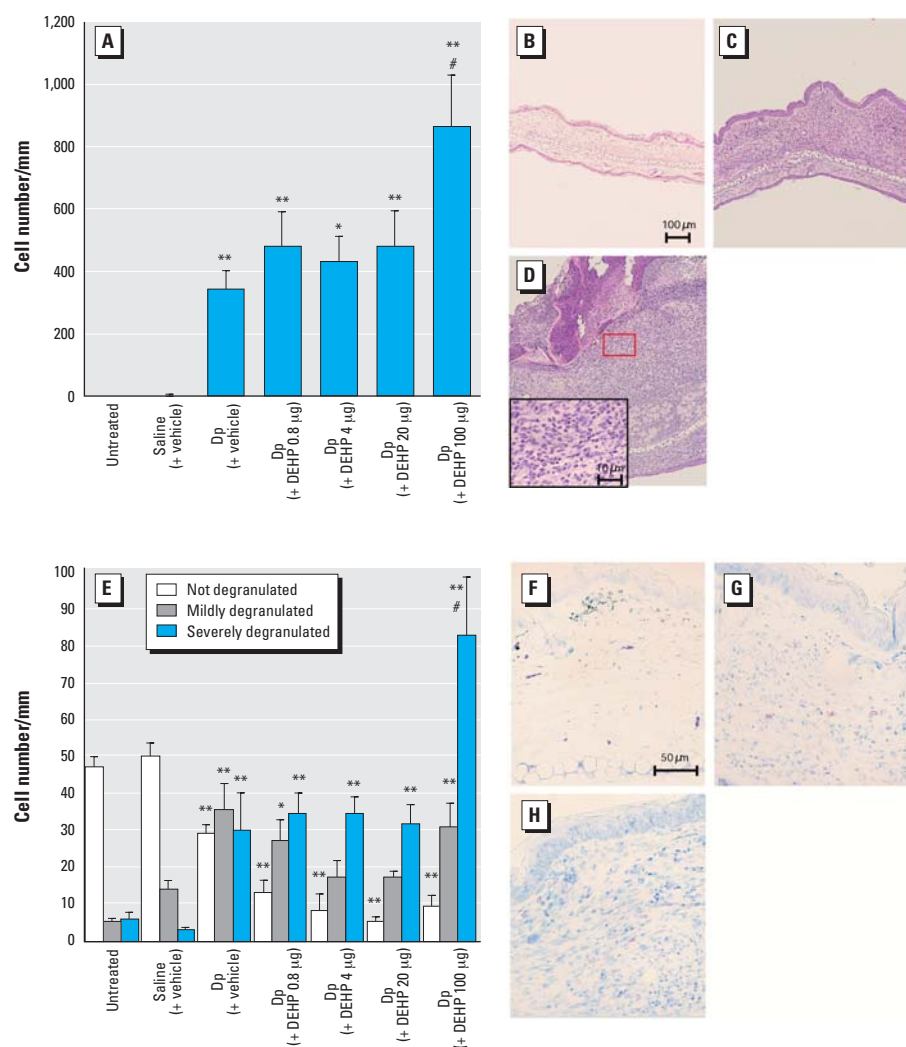 A
1,200
1,000
800
600
400
200
0
Cell number/mm
**
*
**
**
**
#
Untreated
Saline
(+ vehicle)
Dp
(+ vehicle)
Dp
(+ DEHP 0.8 µg)
Dp
(+ DEHP 4 µg)
Dp
(+ DEHP 20 µg)
Dp
(+ DEHP 100 µg)
B
100 µm
C
D
10 µm
E
Not degranulated
Mildly degranulated
Severely degranulated
100
90
80
70
60
50
40
30
20
10
0
Cell number/mm
**
**
**
**
*
**
**
**
**
**
**
**
**
#
Untreated
Saline
(+ vehicle)
Dp
(+ vehicle)
Dp
(+ DEHP 0.8 µg)
Dp
(+ DEHP 4 µg)
Dp
(+ DEHP 20 µg)
Dp
(+ DEHP 100 µg)
F
50 µm
G
H